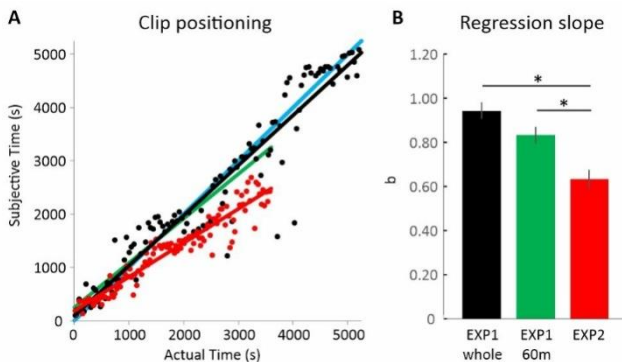 A
Clip positioning
Subjective Time (s)
5000
4000
3000
2000
1000
0
1000
2000
3000
4000
5000
Actual Time (s)
B
Regression slope
b
1.20
1.00
0.80
0.60
0.40
0.20
0
*
*
EXP1
whole
EXP1
60m
EXP2